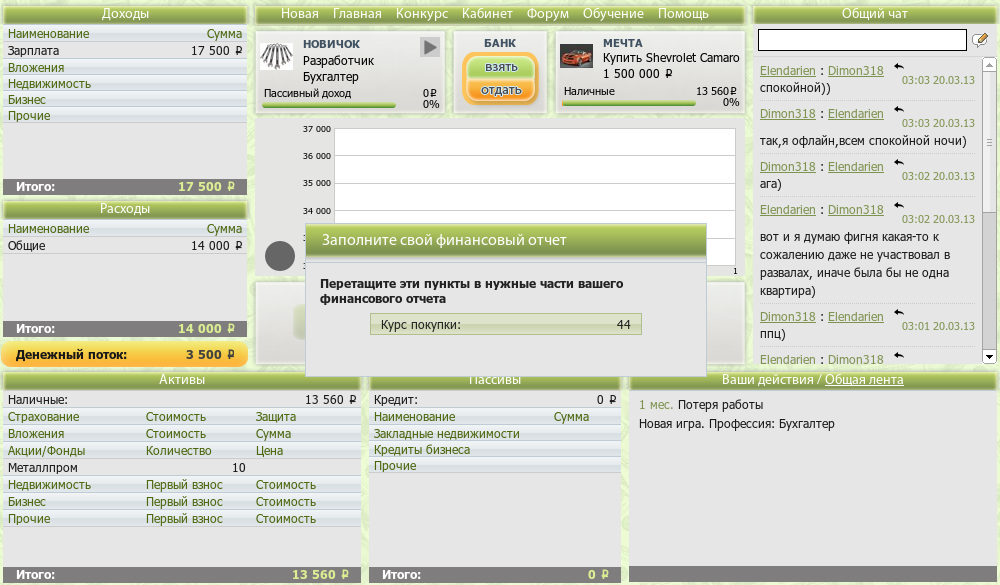 Доходы
Наименование Сумма
Зарплата 17 500 ₽
Вложения
Недвижимость
Бизнес
Прочие
Итого: 17 500 ₽
Расходы
Наименование Сумма
Общие 14 000 ₽
Итого: 14 000 ₽
Денежный поток: 3 500 ₽
Новая Главная Конкурс Кабинет Форум Обучение Помощь
НОВИЧОК
Разработчик
Бухгалтер
Пассивный доход 0₽
0%
БАНК
взять
отдать
МЕЧТА
Купить Shevrolet Camaro
1 500 000 ₽
Наличные 13 560₽
0%
37 000
36 000
35 000
34 000
1
Заполните свой финансовый отчет
Перетащите эти пункты в нужные части вашего
финансового отчета
Курс покупки: 44
Общий чат
Elendarien : Dimon318
03:03 20.03.13
спокойной))
Dimon318 : Elendarien
03:03 20.03.13
так,я офлайн,всем спокойной ночи)
Dimon318 : Elendarien
03:02 20.03.13
ага)
Elendarien : Dimon318
03:02 20.03.13
вот и я думаю фигня какая-то к
сожалению даже не участвовал в
развалах, иначе была бы не одна
квартира)
Dimon318 : Elendarien
03:01 20.03.13
ппц)
Elendarien : Dimon318
Активы
Наличные: 13 560 ₽
Страхование Стоимость Защита
Вложения Стоимость Сумма
Акции/Фонды Количество Цена
Металлпром 10
Недвижимость Первый взнос Стоимость
Бизнес Первый взнос Стоимость
Прочие Первый взнос Стоимость
Итого: 13 560 ₽
Пассивы
Кредит: 0 ₽
Наименование Сумма
Закладные недвижимости
Кредиты бизнеса
Прочие
Итого: 0 ₽
Ваши действия / Общая лента
1 мес. Потеря работы
Новая игра. Профессия: Бухгалтер